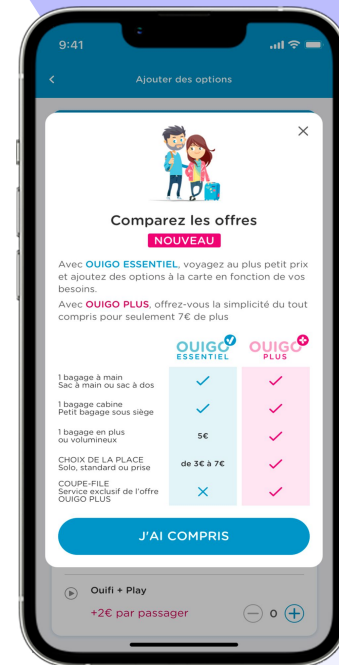 9:41
Ajouter des options
Comparez les offres
NOUVEAU
Avec OUIGO ESSENTIEL, voyagez au plus petit prix
et ajoutez des options à la carte en fonction de vos
besoins.
Avec OUIGO PLUS, offrez-vous la simplicité du tout
compris pour seulement 7€ de plus
OUIGO
ESSENTIEL
OUIGO
PLUS
1 bagage à main
Sac à main ou sac à dos
1 bagage cabine
Petit bagage sous siège
1 bagage en plus
ou volumineux
5€
CHOIX DE LA PLACE
Solo, standard ou prise
de 3€ à 7€
COUPE-FILE
Service exclusif de l'offre
OUIGO PLUS
J'AI COMPRIS
Ouifi + Play
+2€ par passager
0